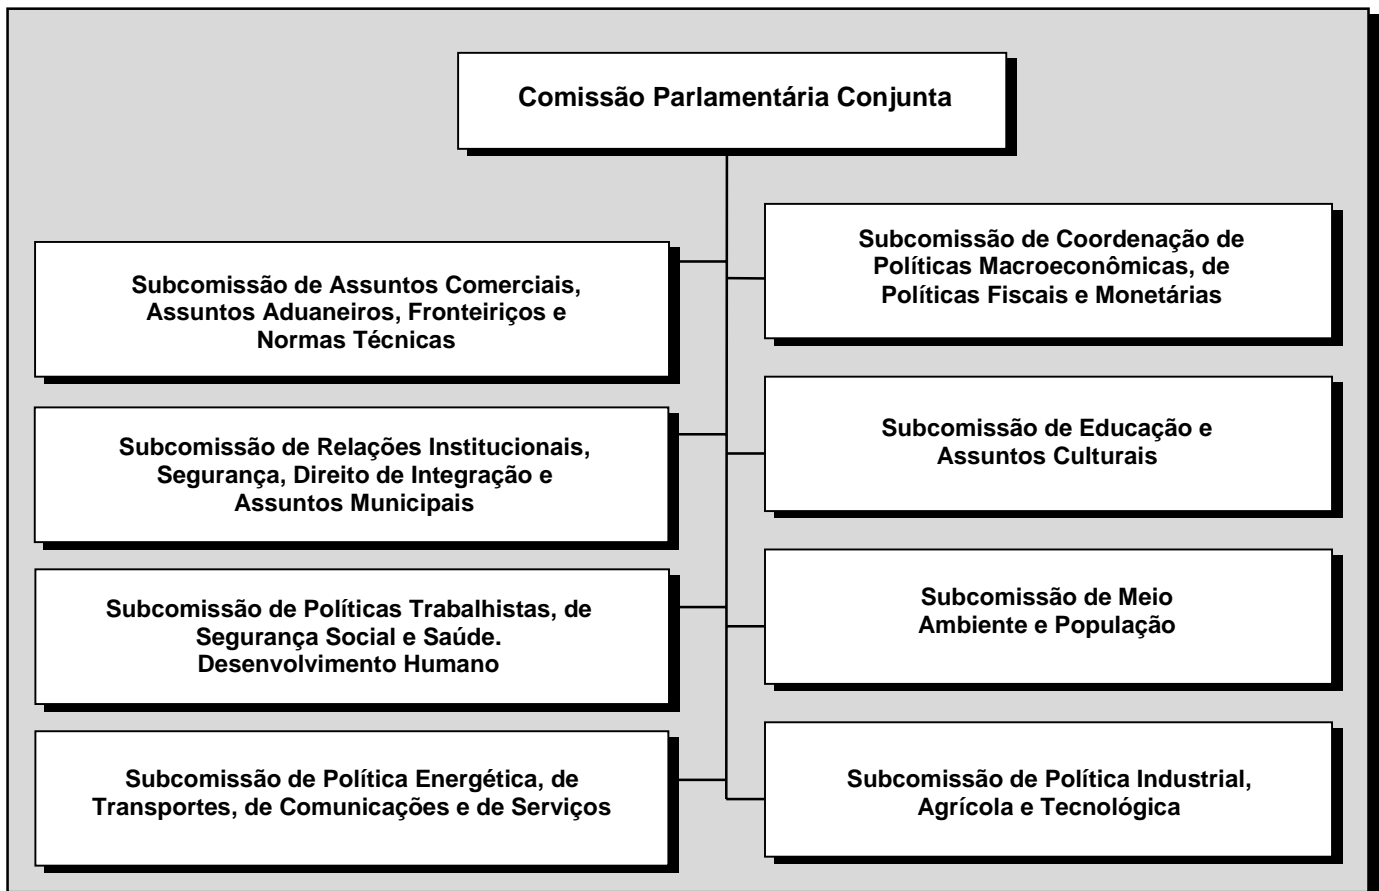 Comissão Parlamentária Conjunta
Subcomissão de Assuntos Comerciais,
Assuntos Aduaneiros, Fronteiriços e
Normas Técnicas
Subcomissão de Coordenação de
Políticas Macroeconômicas, de
Políticas Fiscais e Monetárias
Subcomissão de Relações Institucionais,
Segurança, Direito de Integração e
Assuntos Municipais
Subcomissão de Educação e
Assuntos Culturais
Subcomissão de Políticas Trabalhistas, de
Segurança Social e Saúde.
Desenvolvimento Humano
Subcomissão de Meio
Ambiente e População
Subcomissão de Política Energética, de
Transportes, de Comunicações e de Serviços
Subcomissão de Política Industrial,
Agrícola e Tecnológica